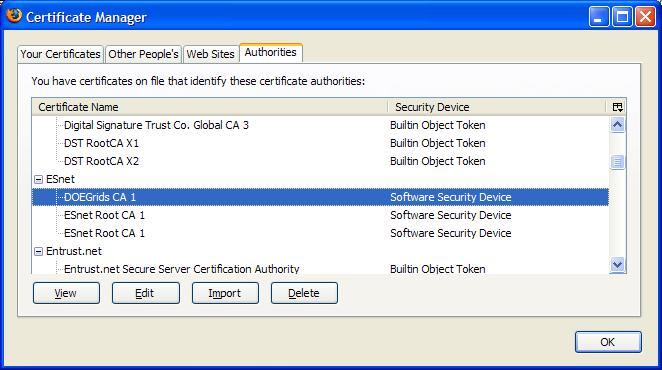 Certificate Manager
Your Certificates Other People's Web Sites Authorities
You have certificates on file that identify these certificate authorities:
Certificate Name Security Device
Digital Signature Trust Co. Global CA 3 Builtin Object Token
DST RootCA X1 Builtin Object Token
DST RootCA X2 Builtin Object Token
ESnet
DOEGrids CA 1 Software Security Device
ESnet Root CA 1 Software Security Device
ESnet Root CA 1 Software Security Device
Entrust.net
Entrust.net Secure Server Certification Authority Builtin Object Token
View Edit Import Delete
OK